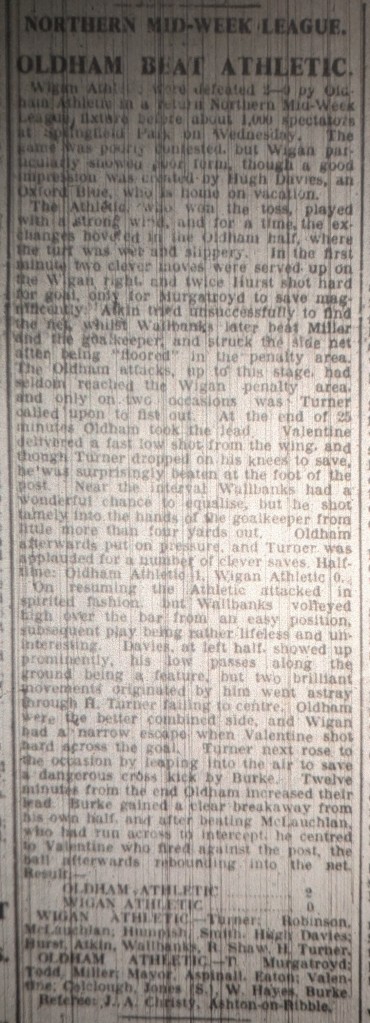 NORTHERN MID-WEEK LEAGUE.
OLDHAM BEAT ATHLETIC.
Wigan Athletic were defeated 2—0 by Old-
ham Athletic in a return Northern Mid-Week
League fixture before about 1,000 spectators
at Springfield Park on Wednesday. The
game was poorly contested, but Wigan par-
ticularly showed poor form, though a good
impression was created by Hugh Davies, an
Oxford Blue, who is home on vacation.
The Athletic, who won the toss, played
with a strong wind, and for a time the ex-
changes hovered in the Oldham half, where
the turf was wet and slippery. In the first
minute two clever moves were served up on
the Wigan right, and twice Hurst shot hard
for goal, only for Murgatroyd to save mag-
nificently. Atkin tried unsuccessfully to find
the net, whilst Wallbanks later beat Millar
and the goalkeeper, and struck the side net
after being "floored" in the penalty area.
The Oldham attacks, up to this stage, had
seldom reached the Wigan penalty area,
and only on two occasions was Turner
called upon to fist out. At the end of 25
minutes Oldham took the lead. Valentine
delivered a fast low shot from the wing, and
though Turner dropped on his knees to save,
he was surprisingly beaten at the foot of the
post. Near the interval Wallbanks had a
wonderful chance to equalise, but he shot
tamely into the hands of the goalkeeper from
little more than four yards out. Oldham
afterwards put on pressure, and Turner was
applauded for a number of clever saves. Half-
time: Oldham Athletic 1, Wigan Athletic 0.
On resuming the Athletic attacked in
spirited fashion, but Wallbanks volleyed
high over the bar from an easy position,
subsequent play being rather lifeless and un-
interesting. Davies, at left half, showed up
prominently, his low passes along the
ground being a feature, but two brilliant
movements originated by him went astray
through H. Turner failing to centre. Oldham
were the better combined side, and Wigan
had a narrow escape when Valentine shot
hard across the goal. Turner next rose to
the occasion by leaping into the air to save
a dangerous cross kick by Burke. Twelve
minutes from the end Oldham increased their
lead. Burke gained a clear breakaway from
his own half, and after beating McLauchlan,
who had run across to intercept, he centred
to Valentine who fired against the post, the
ball afterwards rebounding into the net.
Result:—
OLDHAM ATHLETIC ............ 2
WIGAN ATHLETIC ............ 0
WIGAN ATHLETIC.—Turner; Robinson,
McLauchlan; Humpish, Smith, Hugh Davies;
Hurst, Atkin, Wallbanks, R. Shaw, H. Turner.
OLDHAM ATHLETIC.—T. Murgatroyd;
Todd, Miller; Mayor, Aspinall, Eaton; Valen-
tine, Colclough, Jones (S.), W. Hayes, Burke.
Referee: J. A. Christy, Ashton-on-Ribble.